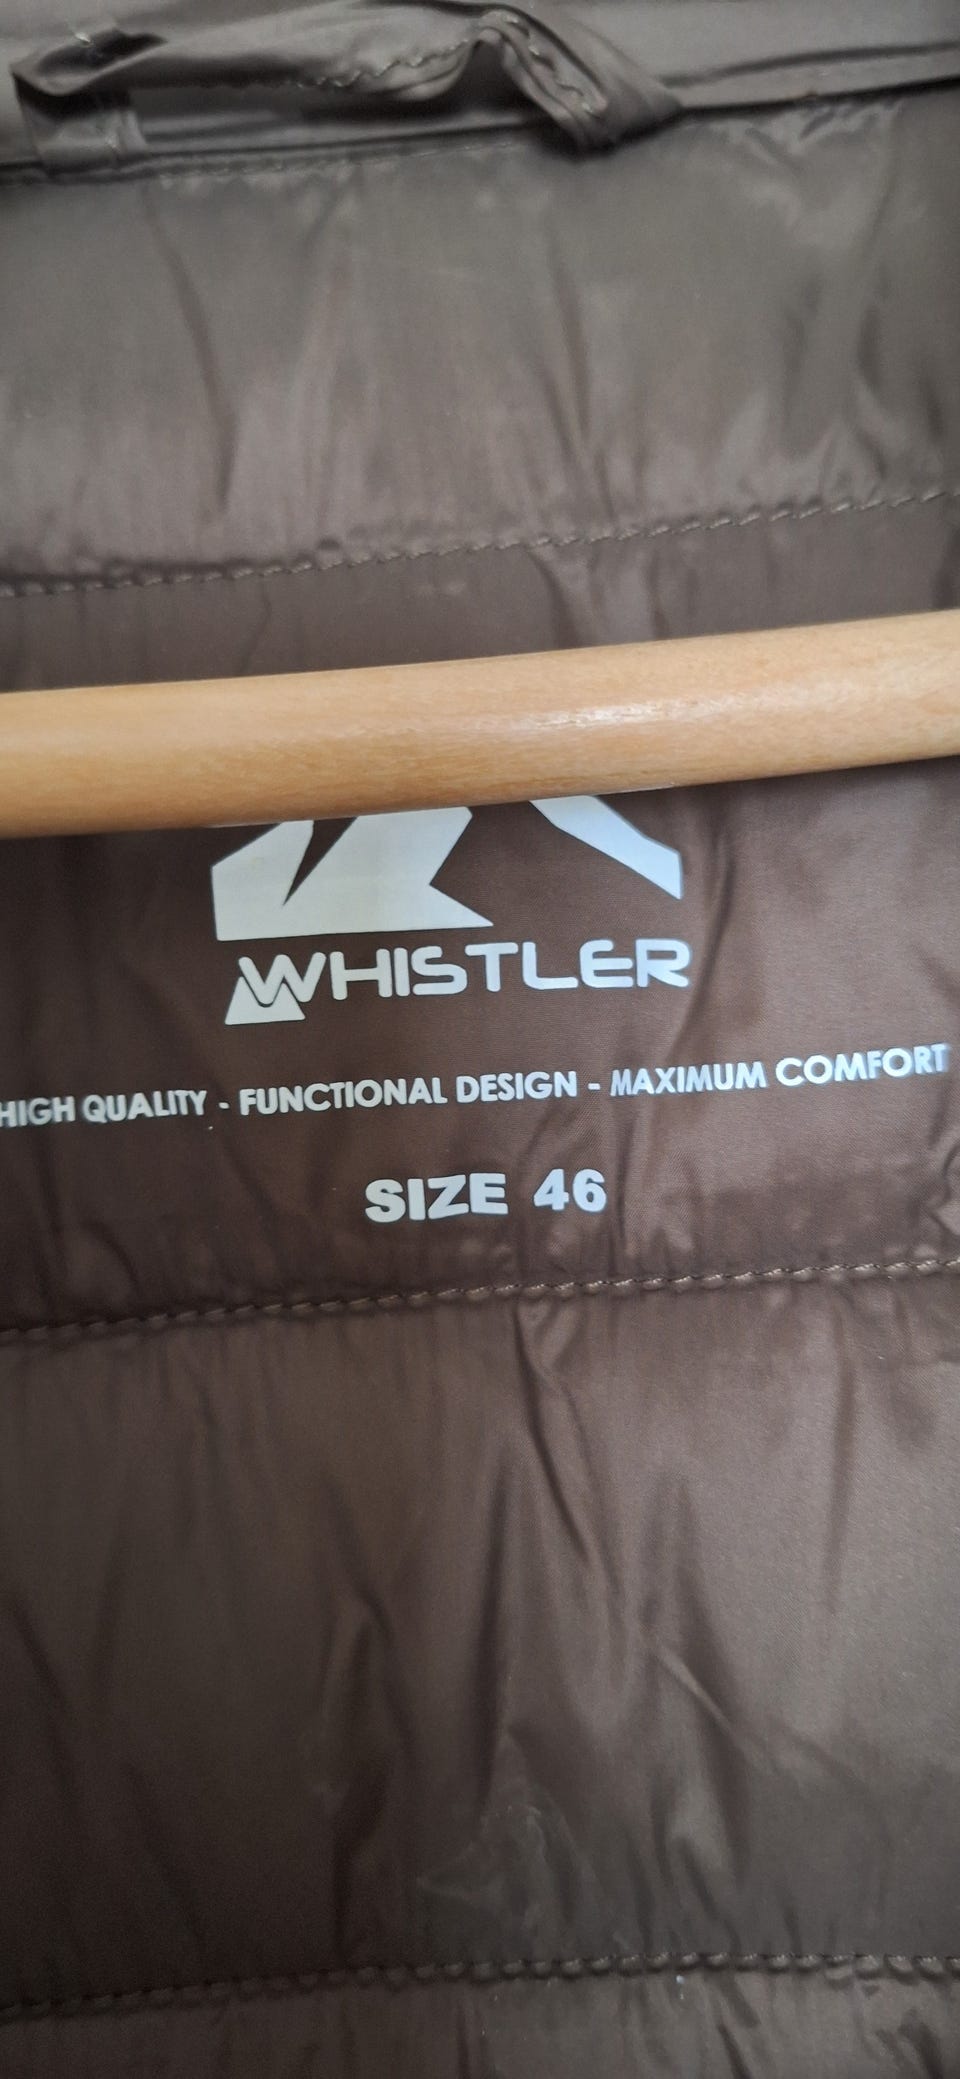 WHISTLER
HIGH QUALITY - FUNCTIONAL DESIGN - MAXIMUM COMFORT
SIZE 46